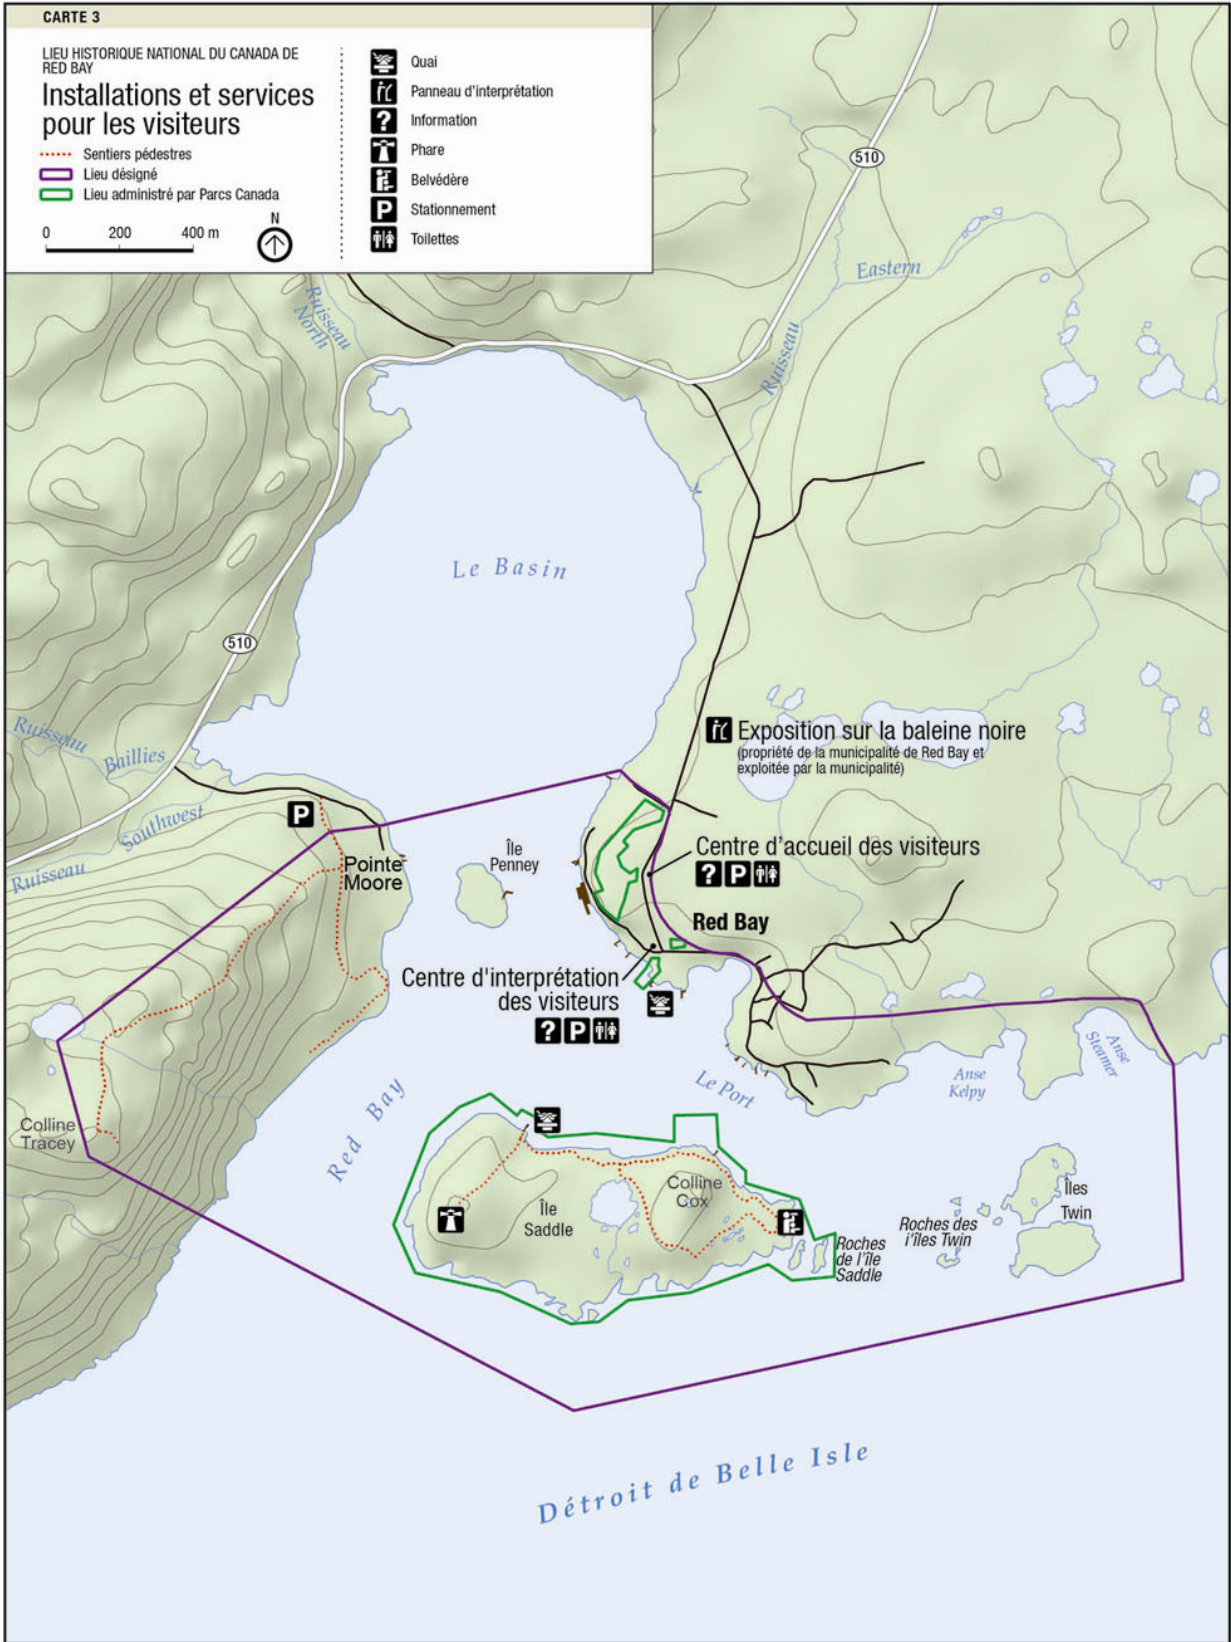 CARTE 3
LIEU HISTORIQUE NATIONAL DU CANADA DE
RED BAY
Installations et services
pour les visiteurs
Sentiers pédestres
Lieu désigné
Lieu administré par Parcs Canada
0 200 400 m
N
Quai
Panneau d'interprétation
? Information
Phare
Belvédère
P Stationnement
Toilettes
510
Ruisseau
North
Eastern
Ruisseau
Le Basin
510
Ruisseau
Baillies
Exposition sur la baleine noire
(propriété de la municipalité de Red Bay et
exploitée par la municipalité)
P
Southwest
Ruisseau
Pointe
Moore
Île
Penney
Centre d'accueil des visiteurs
? P
Red Bay
Centre d'interprétation
des visiteurs
? P
Anse
Steamer
Anse
Kelpy
Le Port
Red Bay
Colline
Tracey
Colline
Cox
Île
Saddle
Îles
Twin
Roches des
i'îles Twin
Roches
de l'île
Saddle
Détroit de Belle Isle